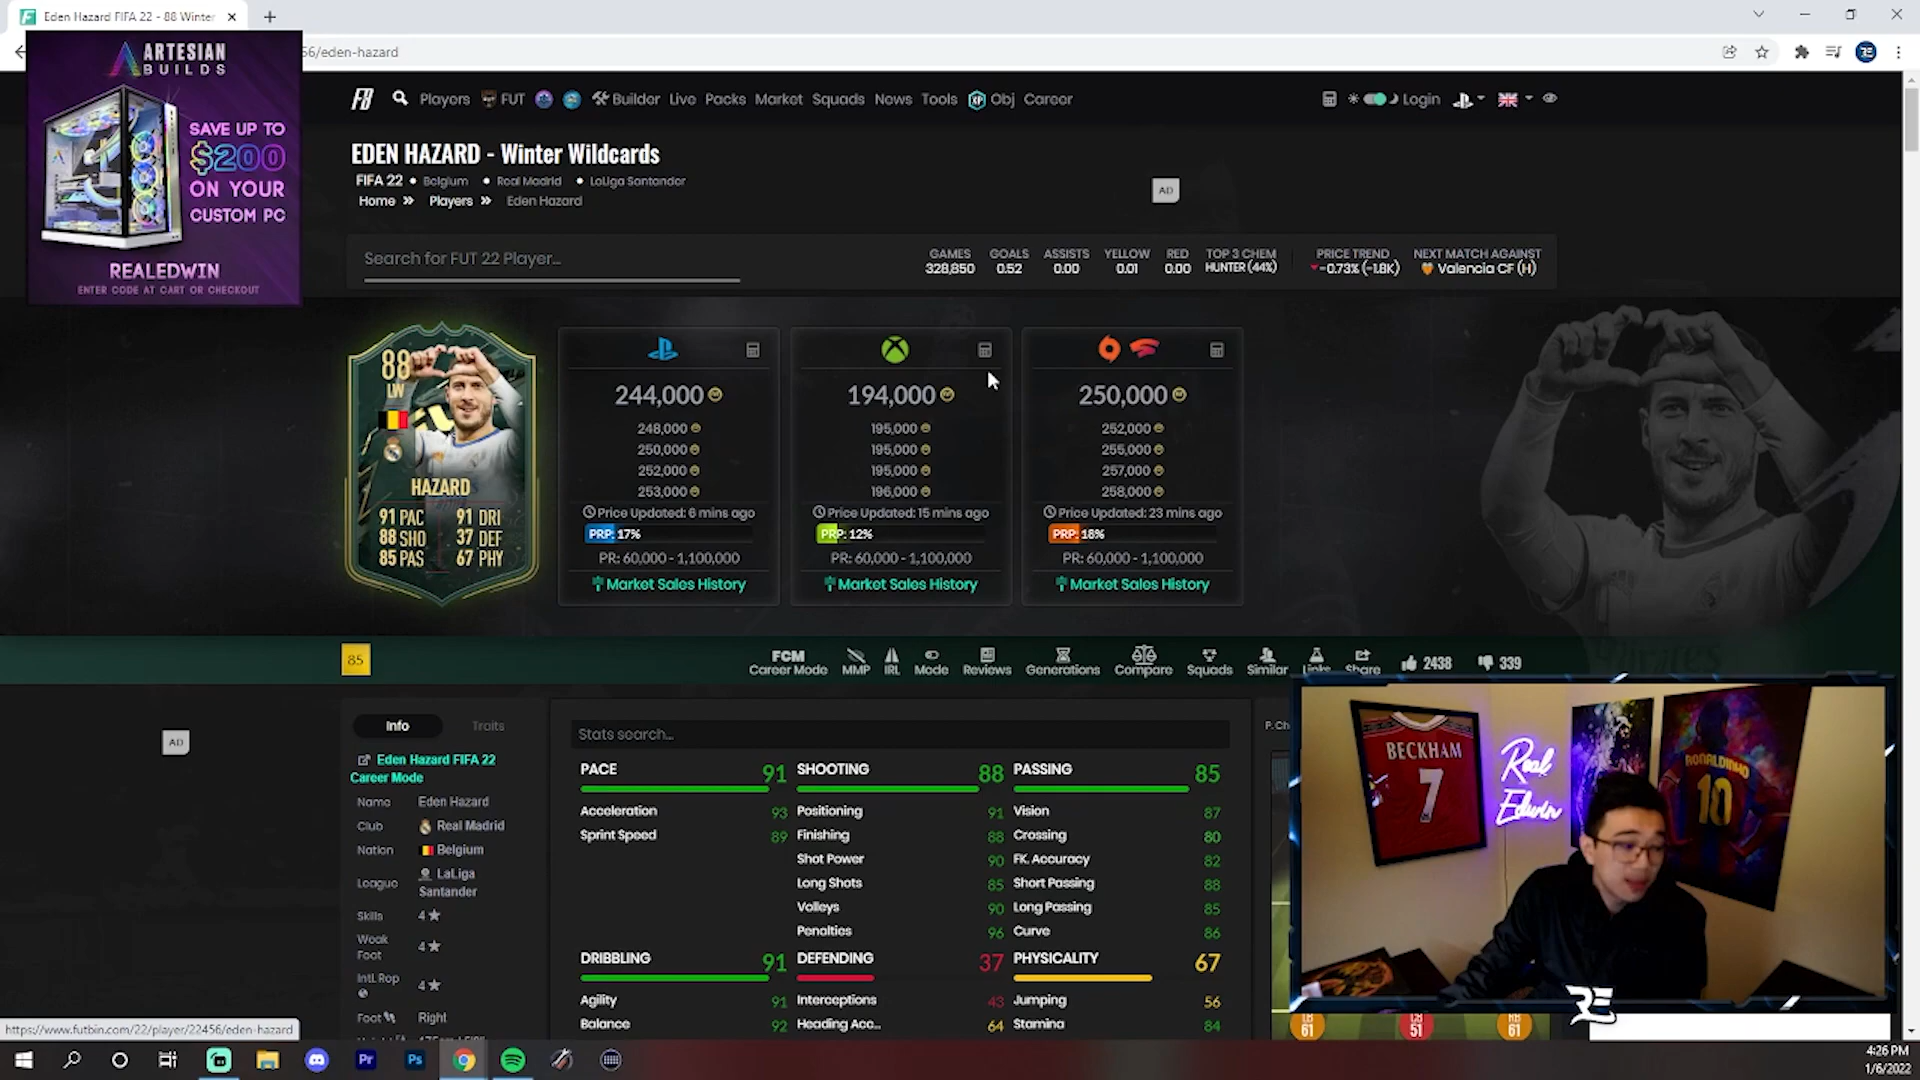 Eden Hazard FIFA 22 - 88 Winter
56/eden-hazard
ARTESIAN
BUILDS
SAVE UP TO
$200
ON YOUR
CUSTOM PC
REALEDWIN
ENTER CODE AT CART OR CHECKOUT
FB Players FUT Builder Live Packs Market Squads News Tools Obj Career Login
EDEN HAZARD - Winter Wildcards
FIFA 22 • Belgium • Real Madrid • LaLiga Santander
Home » Players » Eden Hazard
AD
Search for FUT 22 Player...
GAMES GOALS ASSISTS YELLOW RED TOP 3 CHEM PRICE TREND NEXT MATCH AGAINST
328,850 0.52 0.00 0.01 0.00 HUNTER (44%) -0.73% (-1.8K) Valencia CF (H)
88
LW
HAZARD
91 PAC 91 DRI
88 SHO 37 DEF
85 PAS 67 PHY
244,000
248,000
250,000
252,000
253,000
Price Updated: 6 mins ago
PRP: 17%
PR: 60,000 - 1,100,000
Market Sales History
194,000
195,000
195,000
195,000
196,000
Price Updated: 15 mins ago
PRP: 12%
PR: 60,000 - 1,100,000
Market Sales History
250,000
252,000
255,000
257,000
258,000
Price Updated: 23 mins ago
PRP: 18%
PR: 60,000 - 1,100,000
Market Sales History
85
FCM
Career Mode MMP IRL Mode Reviews Generations Compare Squads Similar Links Share 2438 339
AD
Info Traits
Eden Hazard FIFA 22
Career Mode
Name Eden Hazard
Club Real Madrid
Nation Belgium
League LaLiga
Santander
Skills 4
Weak
Foot 4
Intl.Rep 4
Foot Right
Stats search...
P. Ch
PACE 91 SHOOTING 88 PASSING 85
Acceleration 93 Positioning 91 Vision 87
Sprint Speed 89 Finishing 88 Crossing 80
Shot Power 90 FK. Accuracy 82
Long Shots 85 Short Passing 88
Volleys 90 Long Passing 85
Penalties 96 Curve 86
DRIBBLING 91 DEFENDING 37 PHYSICALITY 67
Agility 91 Interceptions 43 Jumping 56
Balance 92 Heading Acc... 64 Stamina 84
BECKHAM
7
Real
Edwin
RONALDINHO
10
RE
LB
61
CB
51
RB
61
https://www.futbin.com/22/player/22456/eden-hazard
Pr
Ps
4:26 PM
1/6/2022